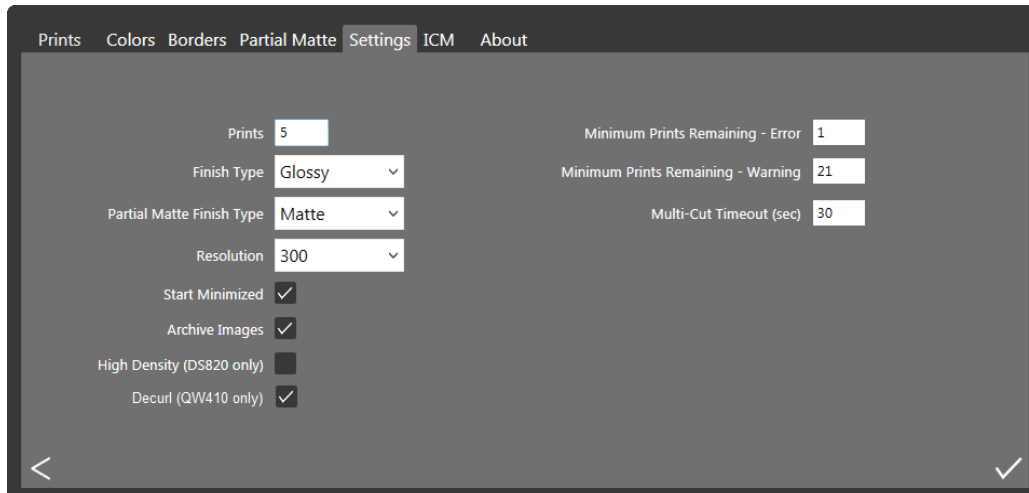 Prints Colors Borders Partial Matte Settings ICM About
Prints 5
Finish Type Glossy
Partial Matte Finish Type Matte
Resolution 300
Start Minimized
Archive Images
High Density (DS820 only)
Decurl (QW410 only)
Minimum Prints Remaining - Error 1
Minimum Prints Remaining - Warning 21
Multi-Cut Timeout (sec) 30